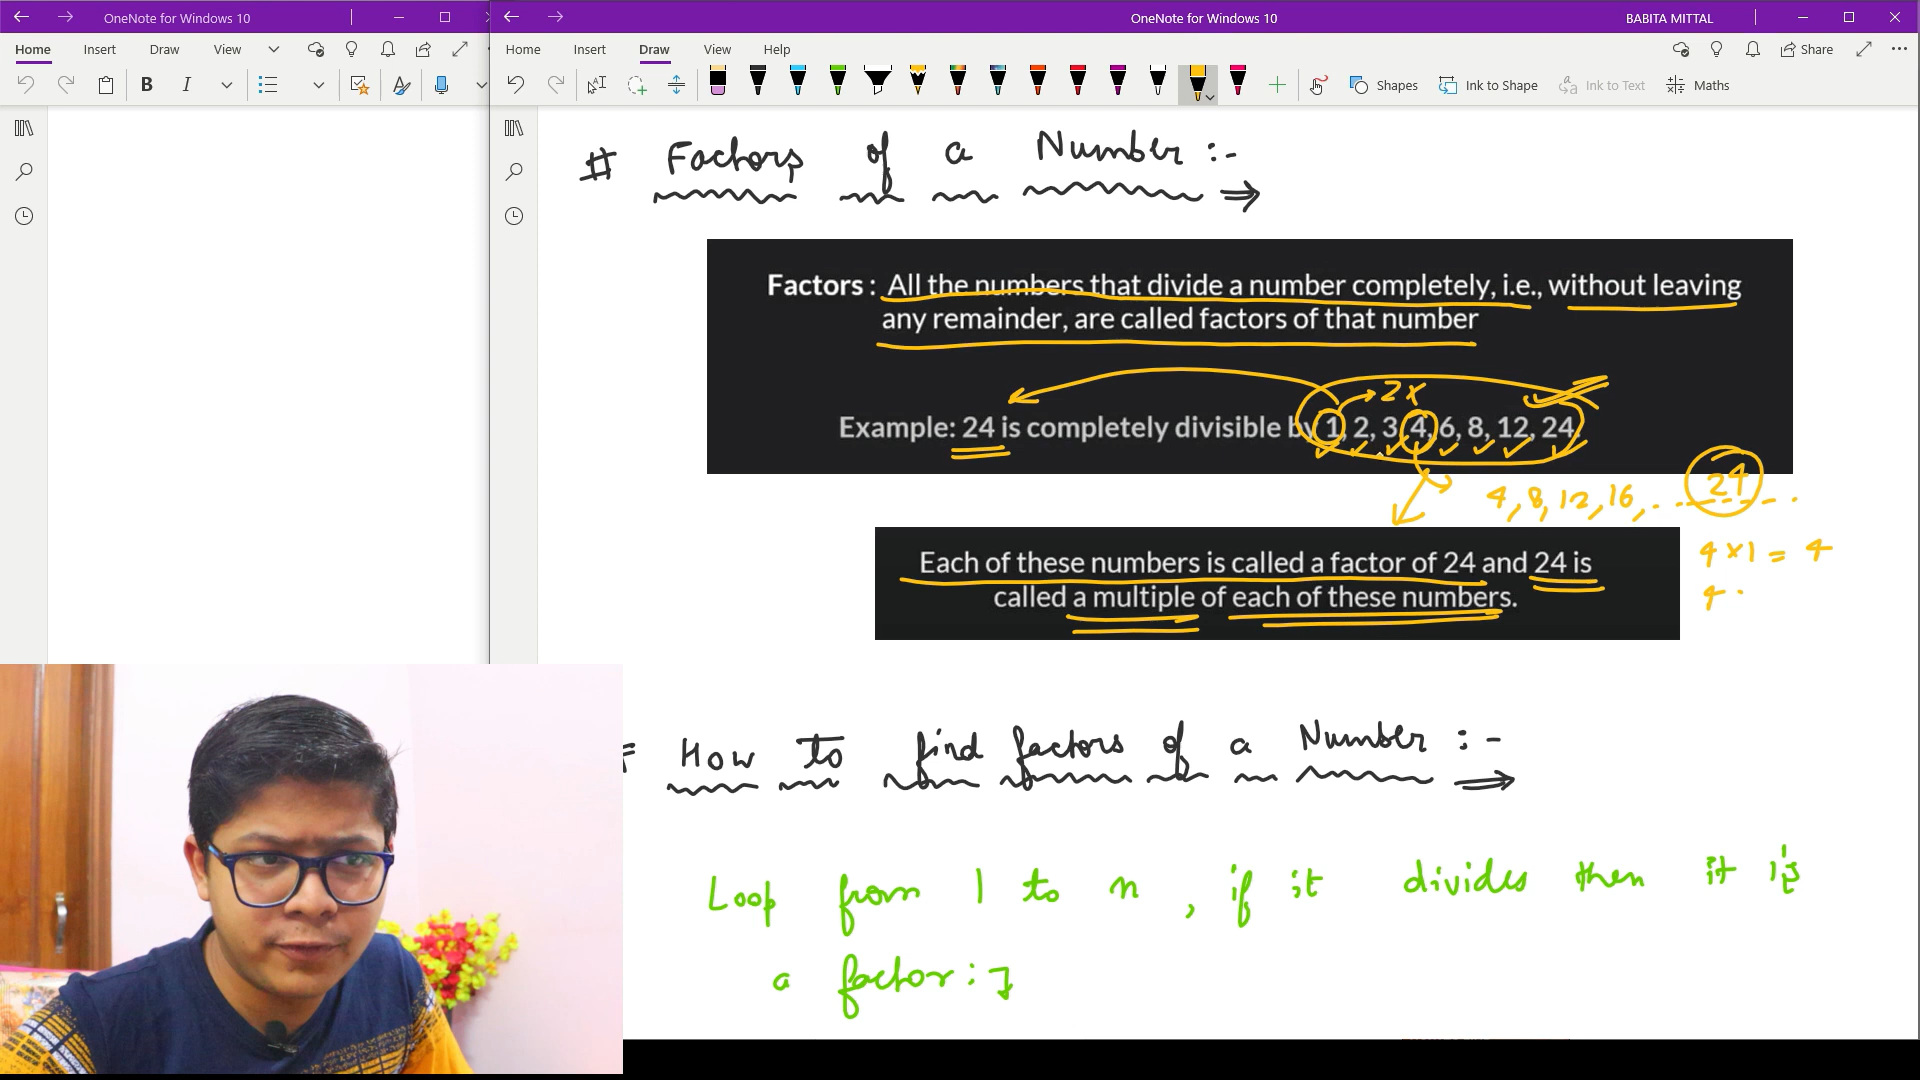 OneNote for Windows 10
OneNote for Windows 10
BABITA MITTAL
Home Insert Draw View
Home Insert Draw View Help
Share
B I
Shapes Ink to Shape Ink to Text Maths
# Factors of a Number :- ⇒
Factors : All the numbers that divide a number completely, i.e., without leaving
any remainder, are called factors of that number
→ 2x
Example: 24 is completely divisible by 1, 2, 3, 4, 6, 8, 12, 24
4, 8, 12, 16, . - - 24 - - .
Each of these numbers is called a factor of 24 and 24 is
called a multiple of each of these numbers.
4 × 1 = 4
4 ·
How to find factors of a Number :- ⇒
Loop from 1 to n , if it divides then it is
a factor :]